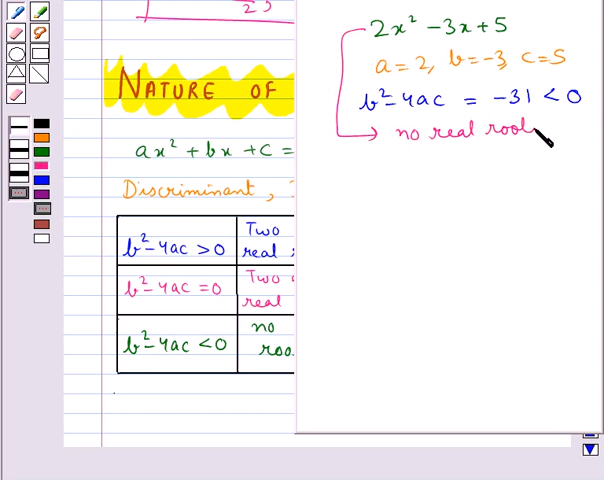 2)
NATURE OF
ax² + bx + c =
Discriminant,
b² - 4ac > 0 Two
real
b² - 4ac = 0 Two
real
b² - 4ac < 0 no
roo
2x² - 3x + 5
a = 2, b = -3, c = 5
b² - 4ac = -31 < 0
no real root